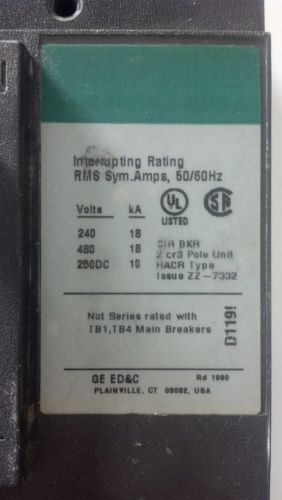 Interrupting Rating
RMS Sym.Amps, 50/60Hz
Volts kA
240 18
480 18
250DC 10
UL
LISTED
SA
CIR BKR
2 or3 Pole Unit
HACR Type
Issue ZZ-7332
Not Series rated with
TB1,TB4 Main Breakers
D119!
GE ED&C Rd 1990
PLAINVILLE, CT 06062, USA